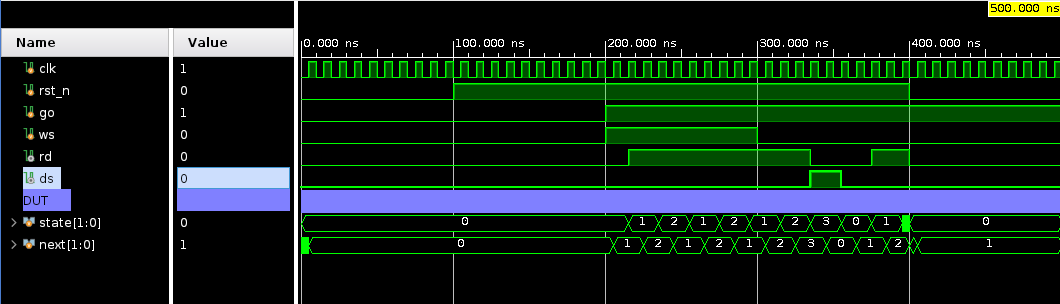 500.000 ns
Name Value 0.000 ns 100.000 ns 200.000 ns 300.000 ns 400.000 ns
clk 1
rst_n 0
go 1
ws 0
rd 0
ds 0
DUT
state[1:0] 0 0 1 2 1 2 1 2 3 0 1 0
next[1:0] 1 0 1 2 1 2 1 2 3 0 1 2 1